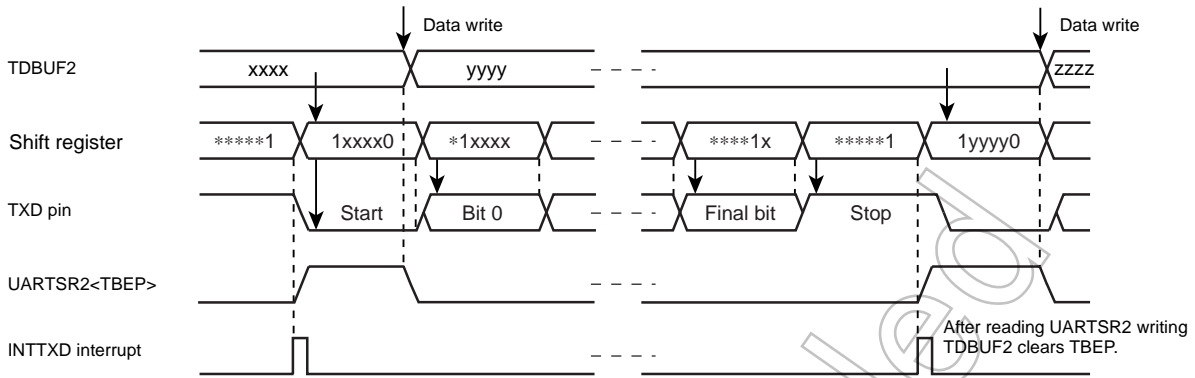 Data write Data write
TDBUF2 xxxx yyyy zzzz
Shift register *****1 1xxxx0 *1xxxx ****1x *****1 1yyyy0
TXD pin Start Bit 0 Final bit Stop
UARTSR2<TBEP>
After reading UARTSR2 writing
INTTXD interrupt TDBUF2 clears TBEP.